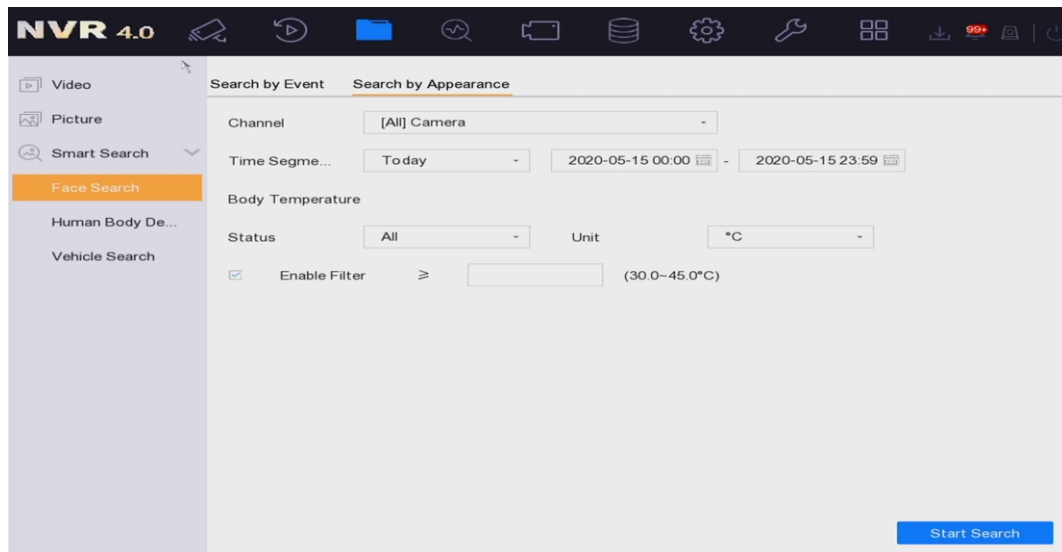 NVR 4.0
99+
Video
Picture
Smart Search
Face Search
Human Body De...
Vehicle Search
Search by Event Search by Appearance
Channel [All] Camera
Time Segme... Today 2020-05-15 00:00 - 2020-05-15 23:59
Body Temperature
Status All Unit °C
Enable Filter ≥ (30.0~45.0°C)
Start Search